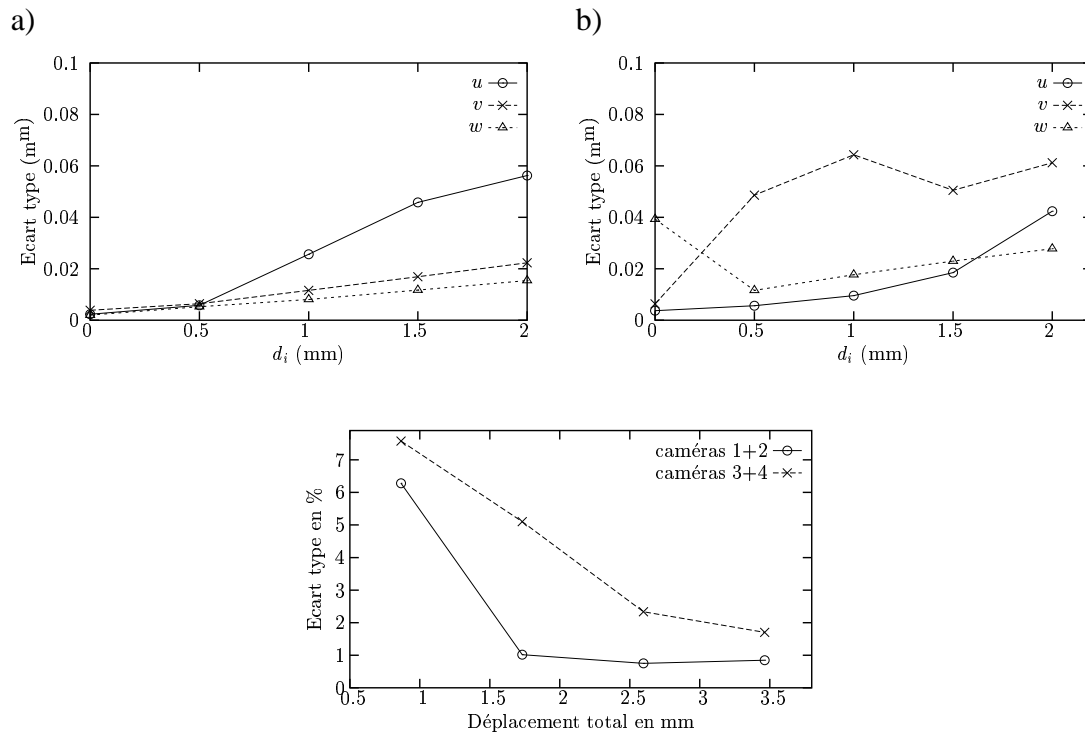 a)
0.1
0.08
0.06
0.04
0.02
0
0 0.5 1 1.5 2
Ecart type (mm)
d_i (mm)
u
v
w
b)
0.1
0.08
0.06
0.04
0.02
0
0 0.5 1 1.5 2
Ecart type (mm)
d_i (mm)
u
v
w
7
6
5
4
3
2
1
0
0.5 1 1.5 2 2.5 3 3.5
Ecart type en %
Déplacement total en mm
caméras 1+2
caméras 3+4